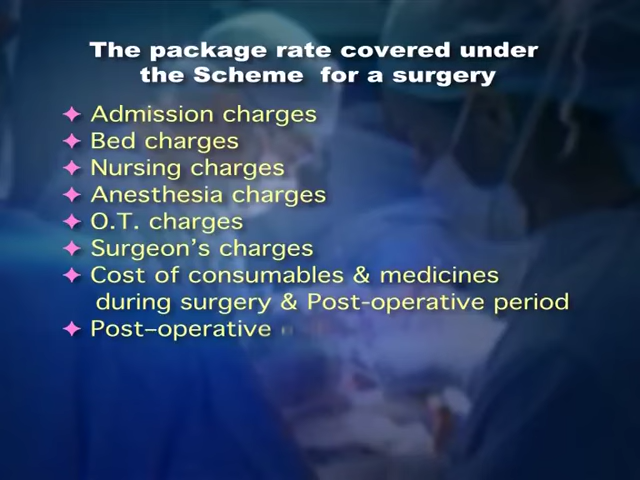 The package rate covered under
the Scheme for a surgery
Admission charges
Bed charges
Nursing charges
Anesthesia charges
O.T. charges
Surgeon's charges
Cost of consumables & medicines
during surgery & Post-operative period
Post–operative